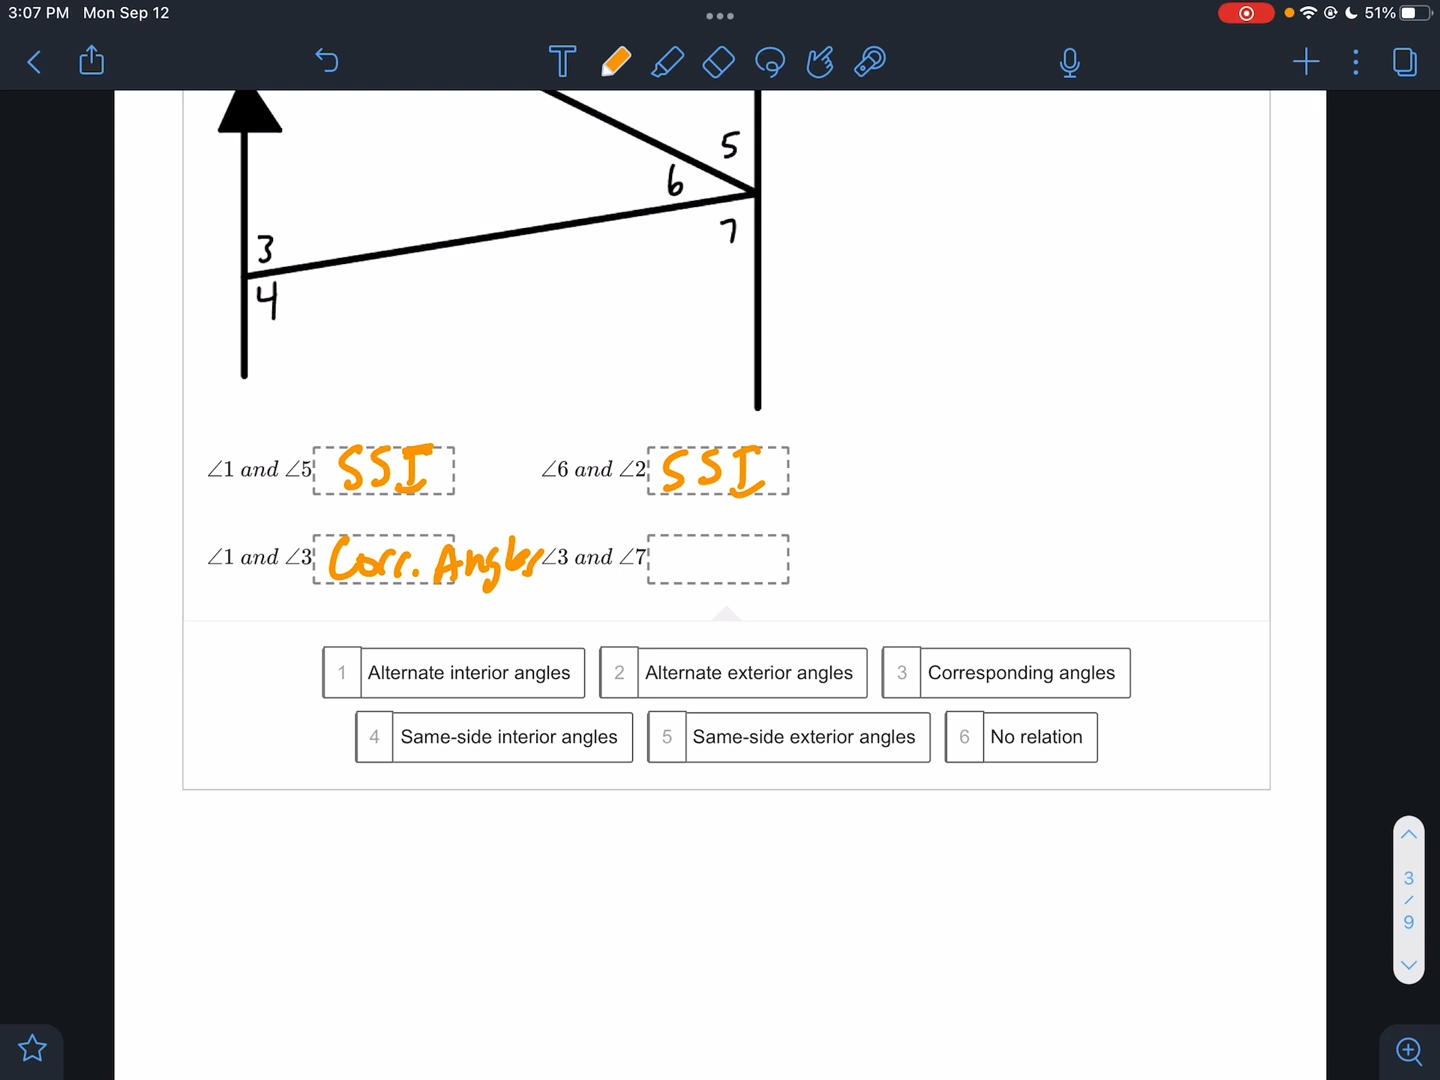 3:07 PM Mon Sep 12
51%
T
5
6
7
3
4
∠1 and ∠5 SSI ∠6 and ∠2 SSI
∠1 and ∠3 Corr. Angles ∠3 and ∠7
1 Alternate interior angles 2 Alternate exterior angles 3 Corresponding angles
4 Same-side interior angles 5 Same-side exterior angles 6 No relation
3
/
9